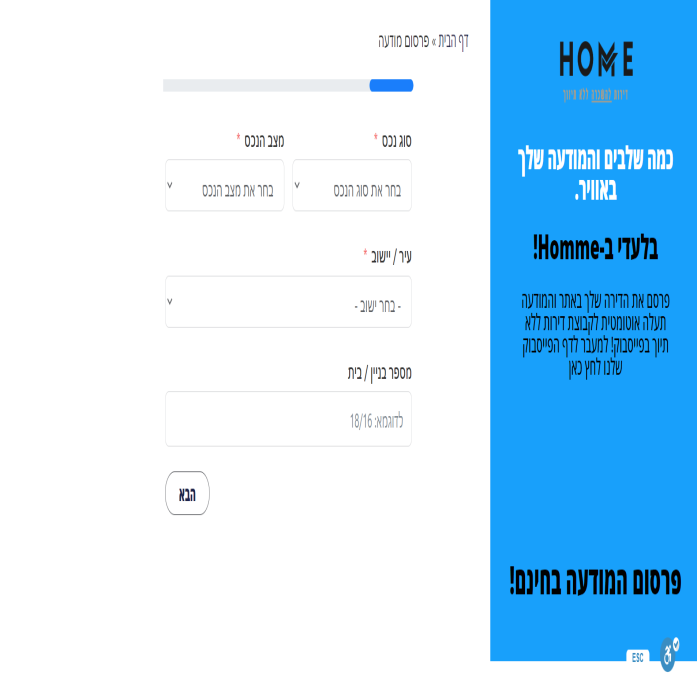 HOME
דירות להשכרה ללא תיווך
כמה שלבים והמודעה שלך
באוויר.
בלעדי ב-Homme!
פרסם את הדירה שלך באתר והמודעה
תעלה אוטומטית לקבוצת דירות ללא
תיוך בפייסבוק! למעבר לדף הפייסבוק
שלנו לחץ כאן
פרסום המודעה בחינם!
ESC
דף הבית » פרסום מודעה
סוג נכס *
מצב הנכס *
בחר את סוג הנכס
בחר את מצב הנכס
עיר / יישוב *
- בחר ישוב -
מספר בניין / בית
לדוגמא: 18/16
הבא